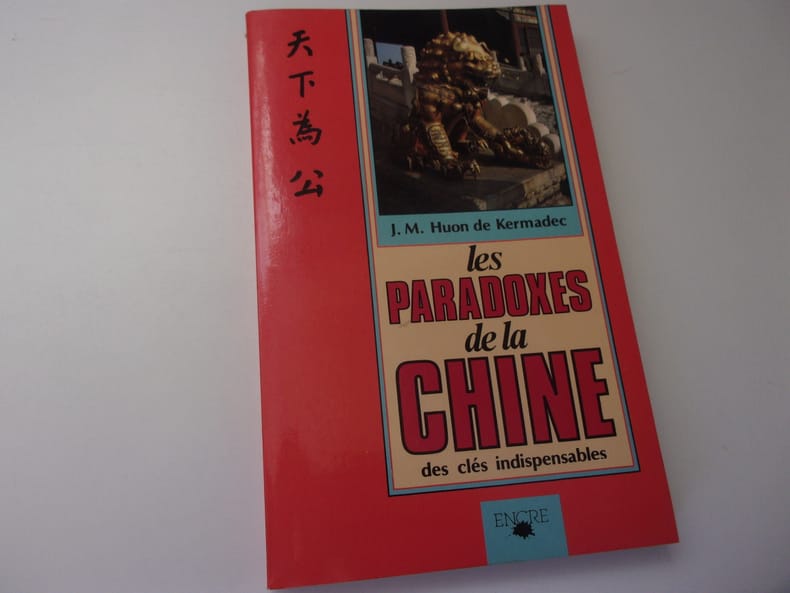 天下為公
J. M. Huon de Kermadec
les
PARADOXES
de la
CHINE
des clés indispensables
ENCRE